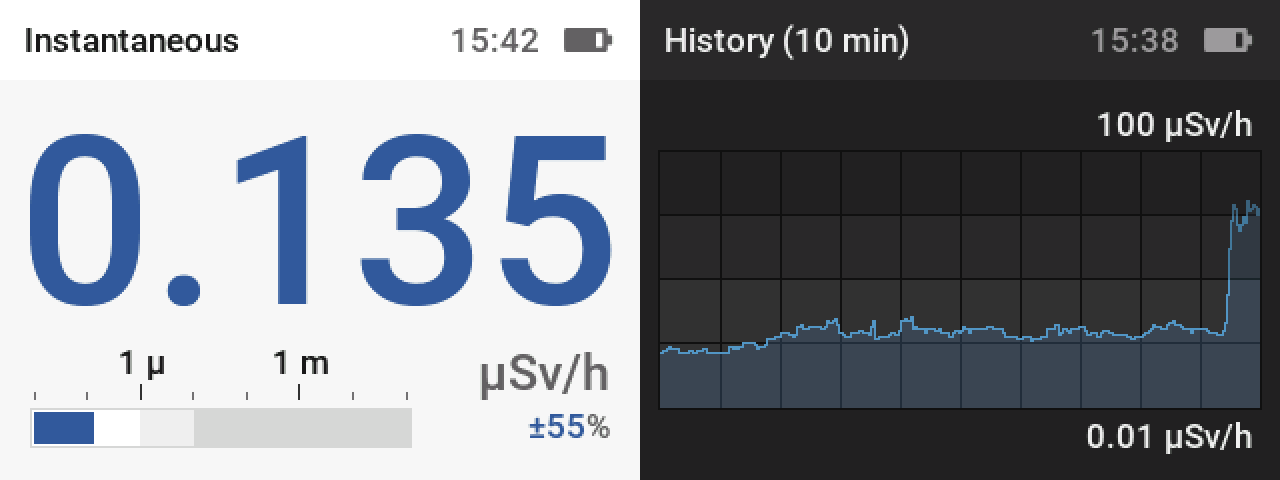 Instantaneous 15:42
0.135
1 µ 1 m
µSv/h
±55%
History (10 min) 15:38
100 µSv/h
0.01 µSv/h